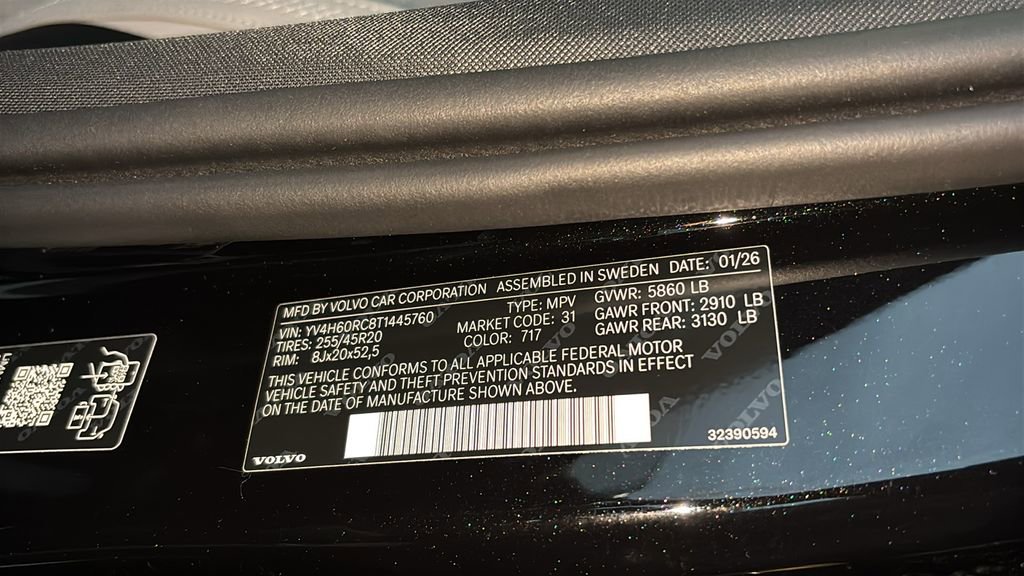 MFD BY VOLVO CAR CORPORATION ASSEMBLED IN SWEDEN DATE: 01/26
VIN: YV4H60RC8T1445760 TYPE: MPV GVWR: 5860 LB
TIRES: 255/45R20 MARKET CODE: 31 GAWR FRONT: 2910 LB
RIM: 8Jx20x52,5 COLOR: 717 GAWR REAR: 3130 LB
THIS VEHICLE CONFORMS TO ALL APPLICABLE FEDERAL MOTOR
VEHICLE SAFETY AND THEFT PREVENTION STANDARDS IN EFFECT
ON THE DATE OF MANUFACTURE SHOWN ABOVE.
VOLVO 32390594